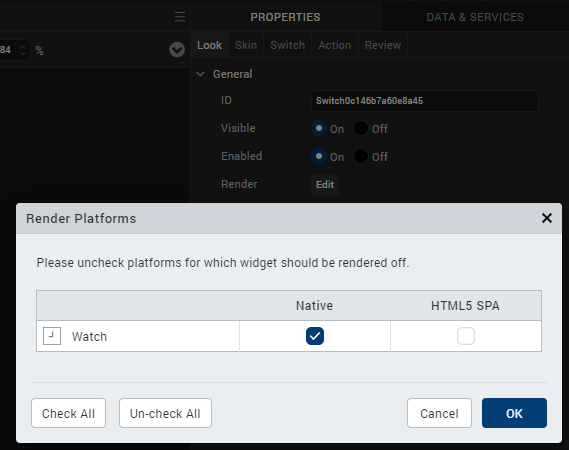 PROPERTIES DATA & SERVICES
84 %
Look Skin Switch Action Review
General
ID Switch0c146b7a60e8a45
Visible On Off
Enabled On Off
Render Edit
Render Platforms
Please uncheck platforms for which widget should be rendered off.
Native HTML5 SPA
Watch
Check All Un-check All Cancel OK